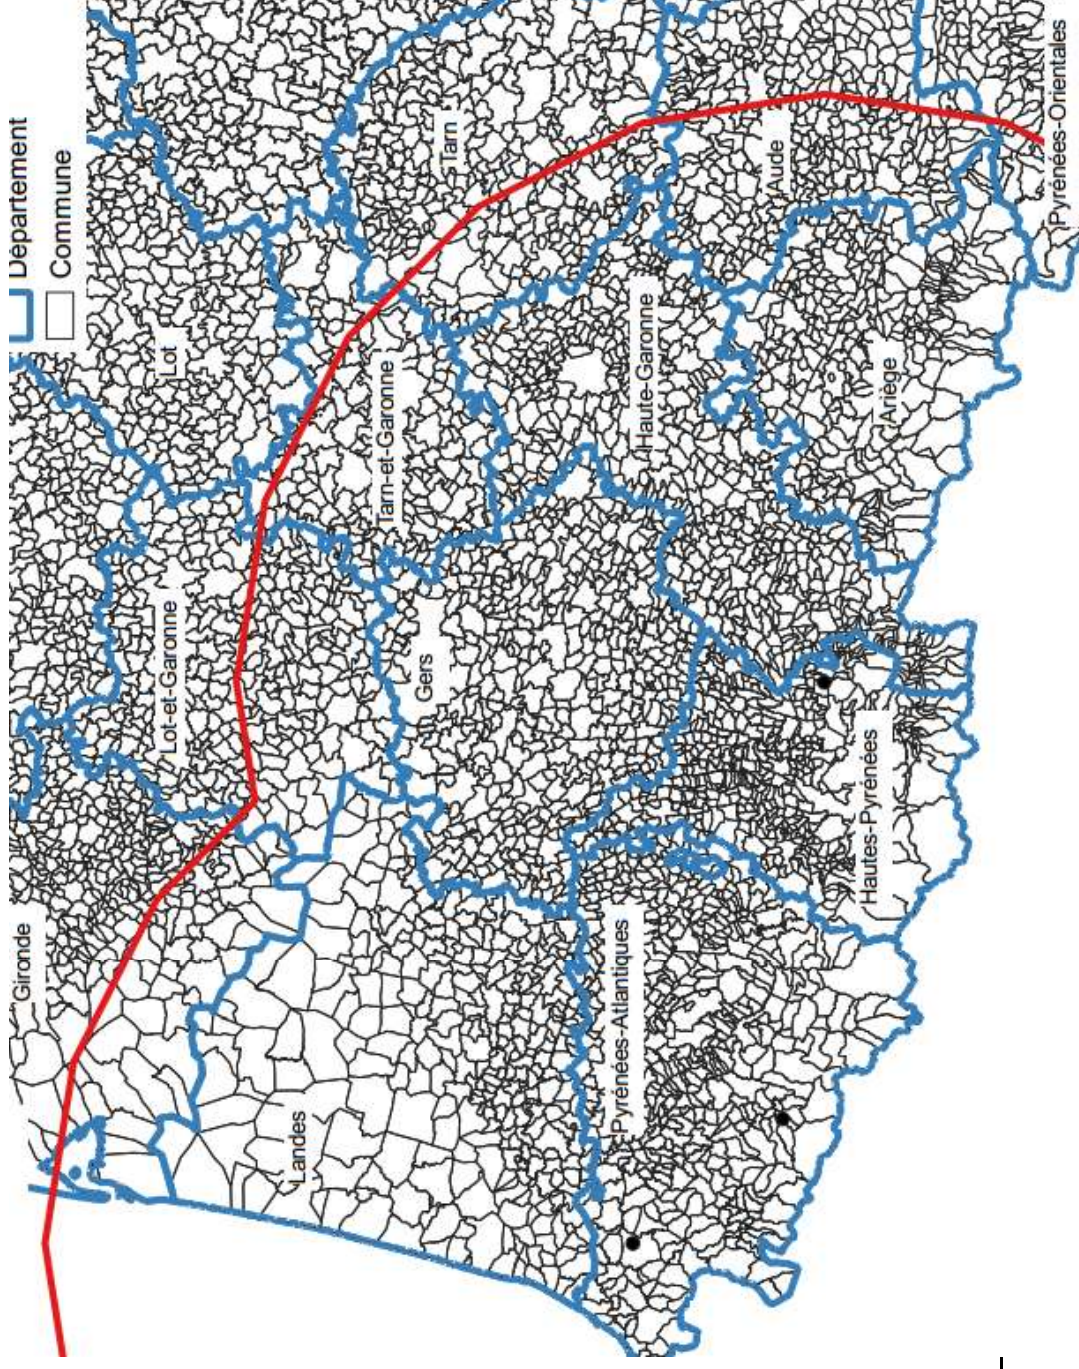 Département
Commune
Gironde
Lot-et-Garonne
Lot
Landes
Tarn-et-Garonne
Tarn
Gers
Pyrénées-Atlantiques
Haute-Garonne
Aude
Hautes-Pyrénées
Ariège
Pyrénées-Orientales